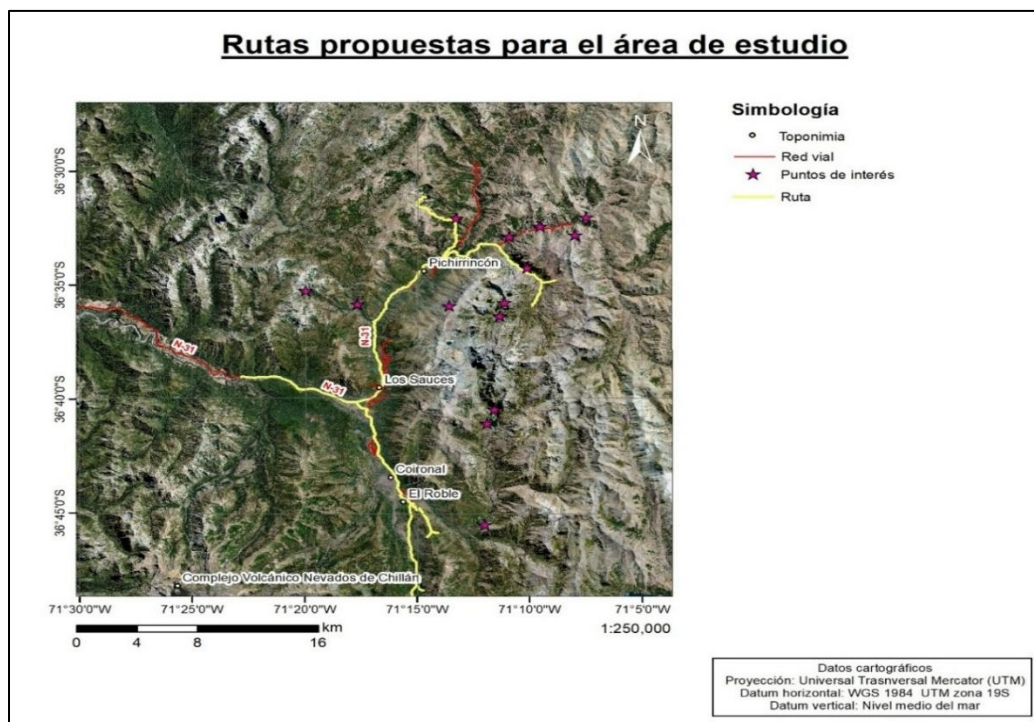 Rutas propuestas para el área de estudio
Simbología
Toponimia
Red vial
Puntos de interés
Ruta
N
36°30'0"S
36°35'0"S
36°40'0"S
36°45'0"S
Pichirrincón
N-31
N-31
N-31
Los Sauces
Coironal
El Roble
Complejo Volcánico Nevados de Chillán
71°30'0"W
71°25'0"W
71°20'0"W
71°15'0"W
71°10'0"W
71°5'0"W
km
0 4 8 16
1:250,000
Datos cartográficos
Proyección: Universal Trasnversal Mercator (UTM)
Datum horizontal: WGS 1984 UTM zona 19S
Datum vertical: Nivel medio del mar